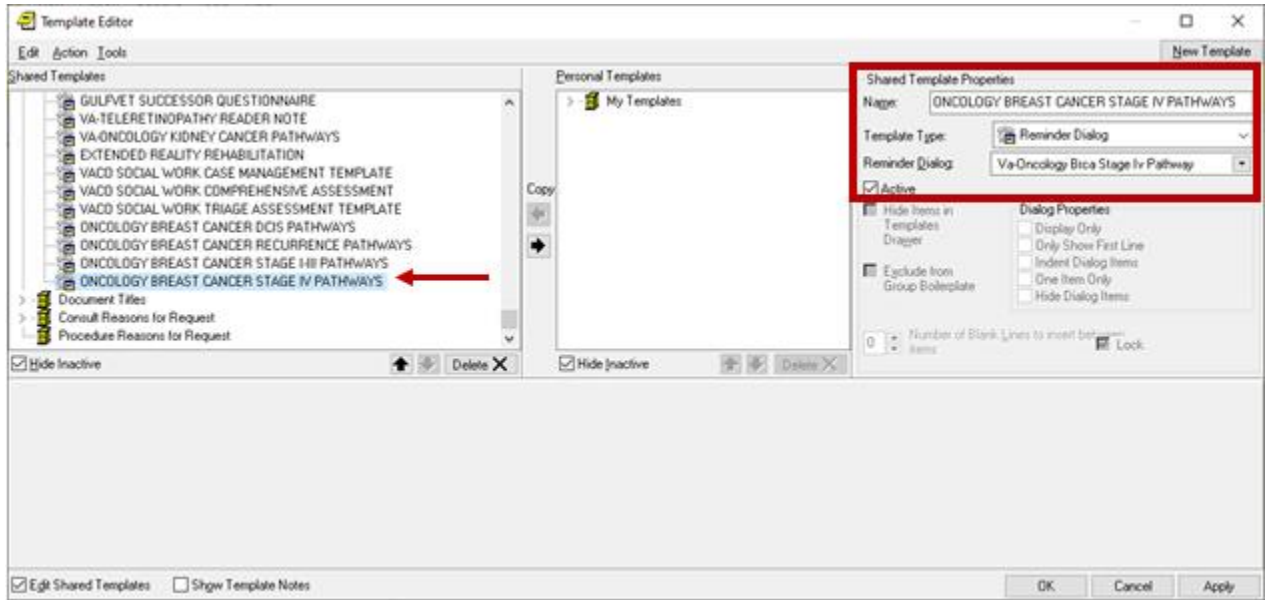 Template Editor
Edit Action Tools
New Template
Shared Templates
GULFVET SUCCESSOR QUESTIONNAIRE
VA-TELERETINOPATHY READER NOTE
VA-ONCOLOGY KIDNEY CANCER PATHWAYS
EXTENDED REALITY REHABILITATION
VACO SOCIAL WORK CASE MANAGEMENT TEMPLATE
VACO SOCIAL WORK COMPREHENSIVE ASSESSMENT
VACO SOCIAL WORK TRIAGE ASSESSMENT TEMPLATE
ONCOLOGY BREAST CANCER DCIS PATHWAYS
ONCOLOGY BREAST CANCER RECURRENCE PATHWAYS
ONCOLOGY BREAST CANCER STAGE I-III PATHWAYS
ONCOLOGY BREAST CANCER STAGE IV PATHWAYS
Document Titles
Consult Reasons for Request
Procedure Reasons for Request
Hide Inactive
Delete
Copy
Personal Templates
My Templates
Hide Inactive
Delete
Shared Template Properties
Name: ONCOLOGY BREAST CANCER STAGE IV PATHWAYS
Template Type: Reminder Dialog
Reminder Dialog: Va-Oncology Brca Stage Iv Pathway
Active
Hide Items in
Templates
Drawer
Exclude from
Group Boilerplate
Dialog Properties
Display Only
Only Show First Line
Indent Dialog Items
One Item Only
Hide Dialog Items
0 Number of Blank Lines to insert between
items
Lock
Edit Shared Templates Show Template Notes
OK Cancel Apply